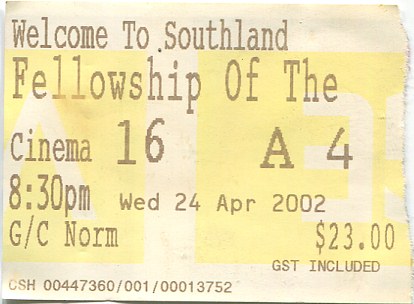 Welcome To Southland
Fellowship Of The
Cinema 16 A 4
8:30pm Wed 24 Apr 2002
G/C Norm $23.00
GST INCLUDED
CSH 00447360/001/00013752